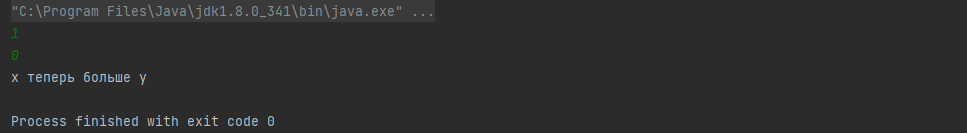 "C:\Program Files\Java\jdk1.8.0_341\bin\java.exe" ...
1
0
x теперь больше y
Process finished with exit code 0